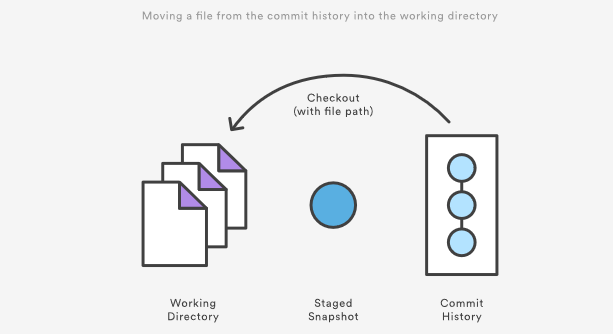 Moving a file from the commit history into the working directory
Checkout
(with file path)
Working
Directory
Staged
Snapshot
Commit
History